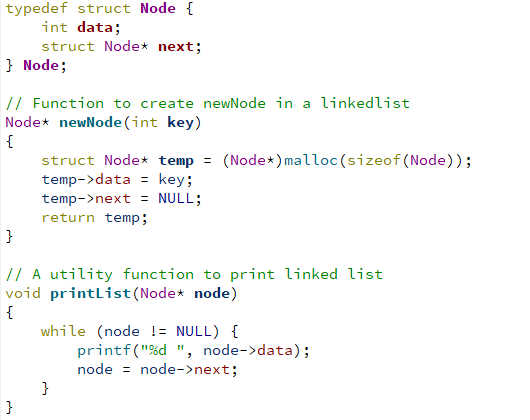 typedef struct Node {
    int data;
    struct Node* next;
} Node;

// Function to create newNode in a linkedlist
Node* newNode(int key)
{
    struct Node* temp = (Node*)malloc(sizeof(Node));
    temp->data = key;
    temp->next = NULL;
    return temp;
}

// A utility function to print linked list
void printList(Node* node)
{
    while (node != NULL) {
        printf("%d ", node->data);
        node = node->next;
    }
}